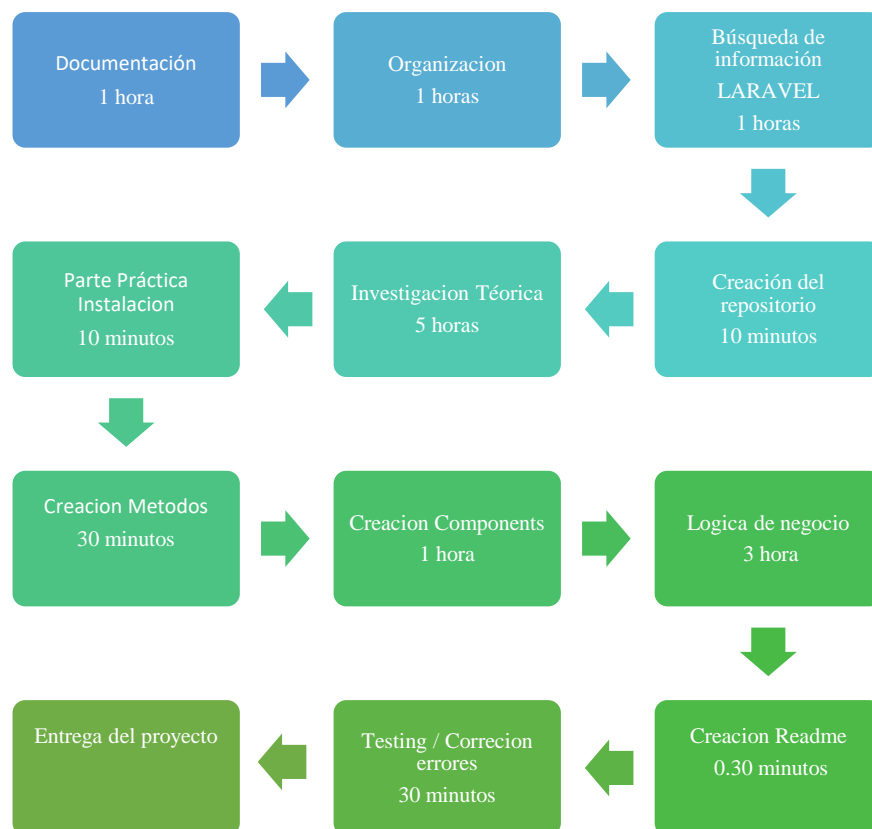 Documentación
1 hora
Organizacion
1 horas
Búsqueda de
información
LARAVEL
1 horas
Creación del
repositorio
10 minutos
Investigacion Téorica
5 horas
Parte Práctica
Instalacion
10 minutos
Creacion Metodos
30 minutos
Creacion Components
1 hora
Logica de negocio
3 hora
Creacion Readme
0.30 minutos
Testing / Correcion
errores
30 minutos
Entrega del proyecto